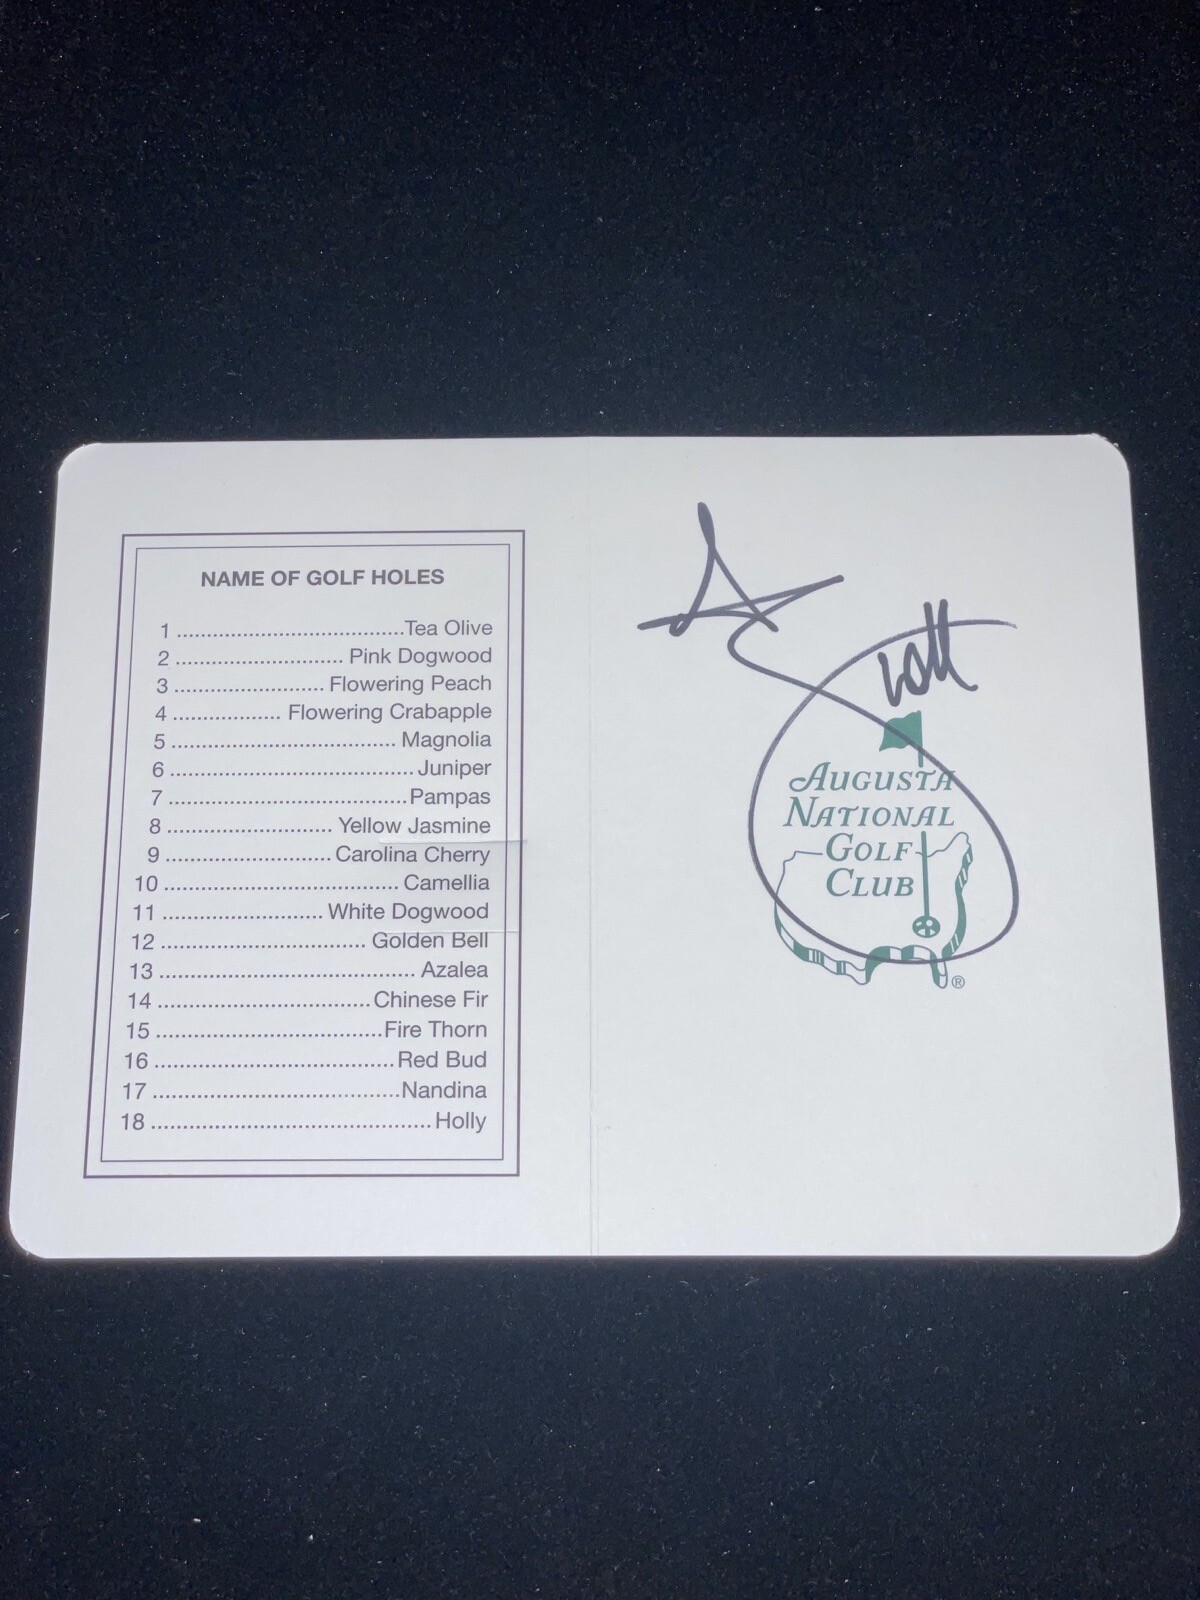 NAME OF GOLF HOLES
1 ......................................Tea Olive
2 ............................ Pink Dogwood
3 ......................... Flowering Peach
4 .................. Flowering Crabapple
5 ...................................... Magnolia
6 .........................................Juniper
7 ........................................Pampas
8 ............................ Yellow Jasmine
9 ............................Carolina Cherry
10 ....................................... Camellia
11 ........................... White Dogwood
12 .................................. Golden Bell
13 ........................................... Azalea
14 ....................................Chinese Fir
15 ......................................Fire Thorn
16 ........................................Red Bud
17 .........................................Nandina
18 ............................................... Holly
AUGUSTA
NATIONAL
GOLF
CLUB
®